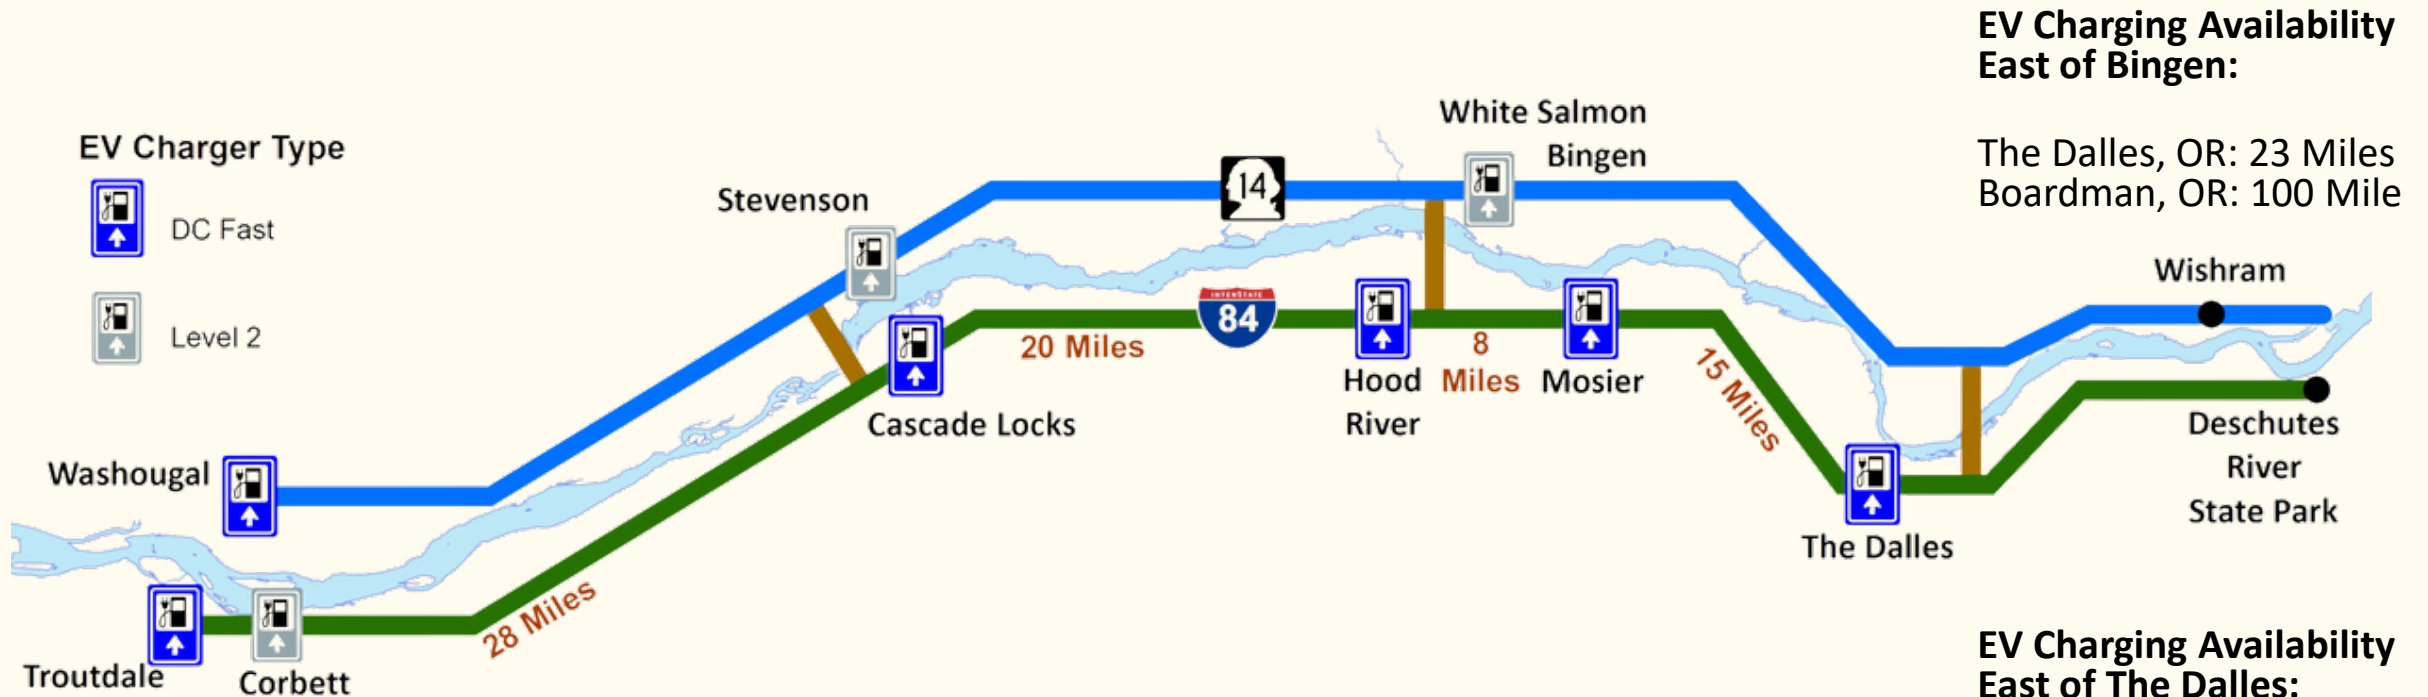 EV Charging Availability
East of Bingen:
The Dalles, OR: 23 Miles
Boardman, OR: 100 Mile
EV Charger Type
DC Fast
Level 2
White Salmon
Bingen
14
Stevenson
Wishram
INTERSTATE
84
20 Miles
8
Miles
Hood
River
Mosier
15 Miles
Cascade Locks
Deschutes
River
State Park
Washougal
The Dalles
28 Miles
Troutdale
Corbett
EV Charging Availability
East of The Dalles: